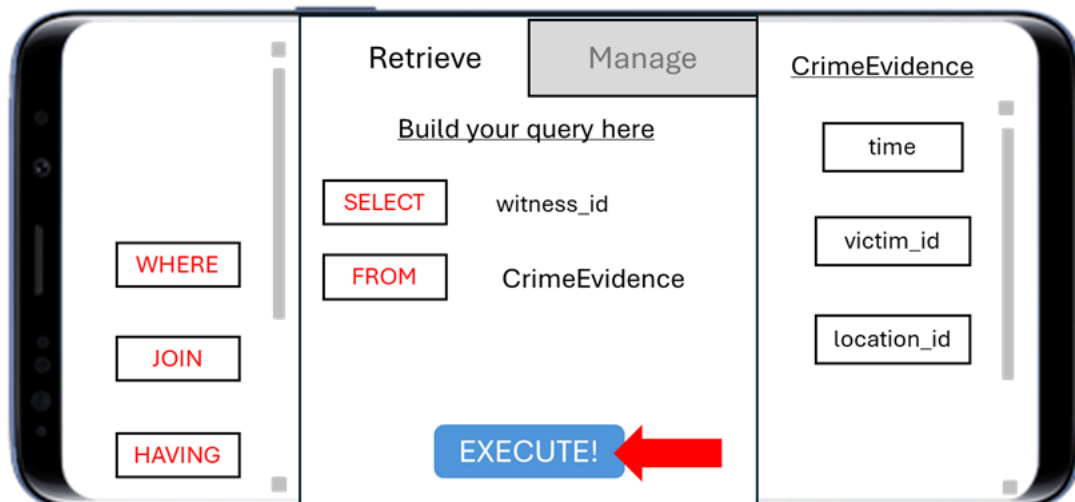 WHERE
JOIN
HAVING
Retrieve
Manage
Build your query here
SELECT witness_id
FROM CrimeEvidence
EXECUTE!
CrimeEvidence
time
victim_id
location_id